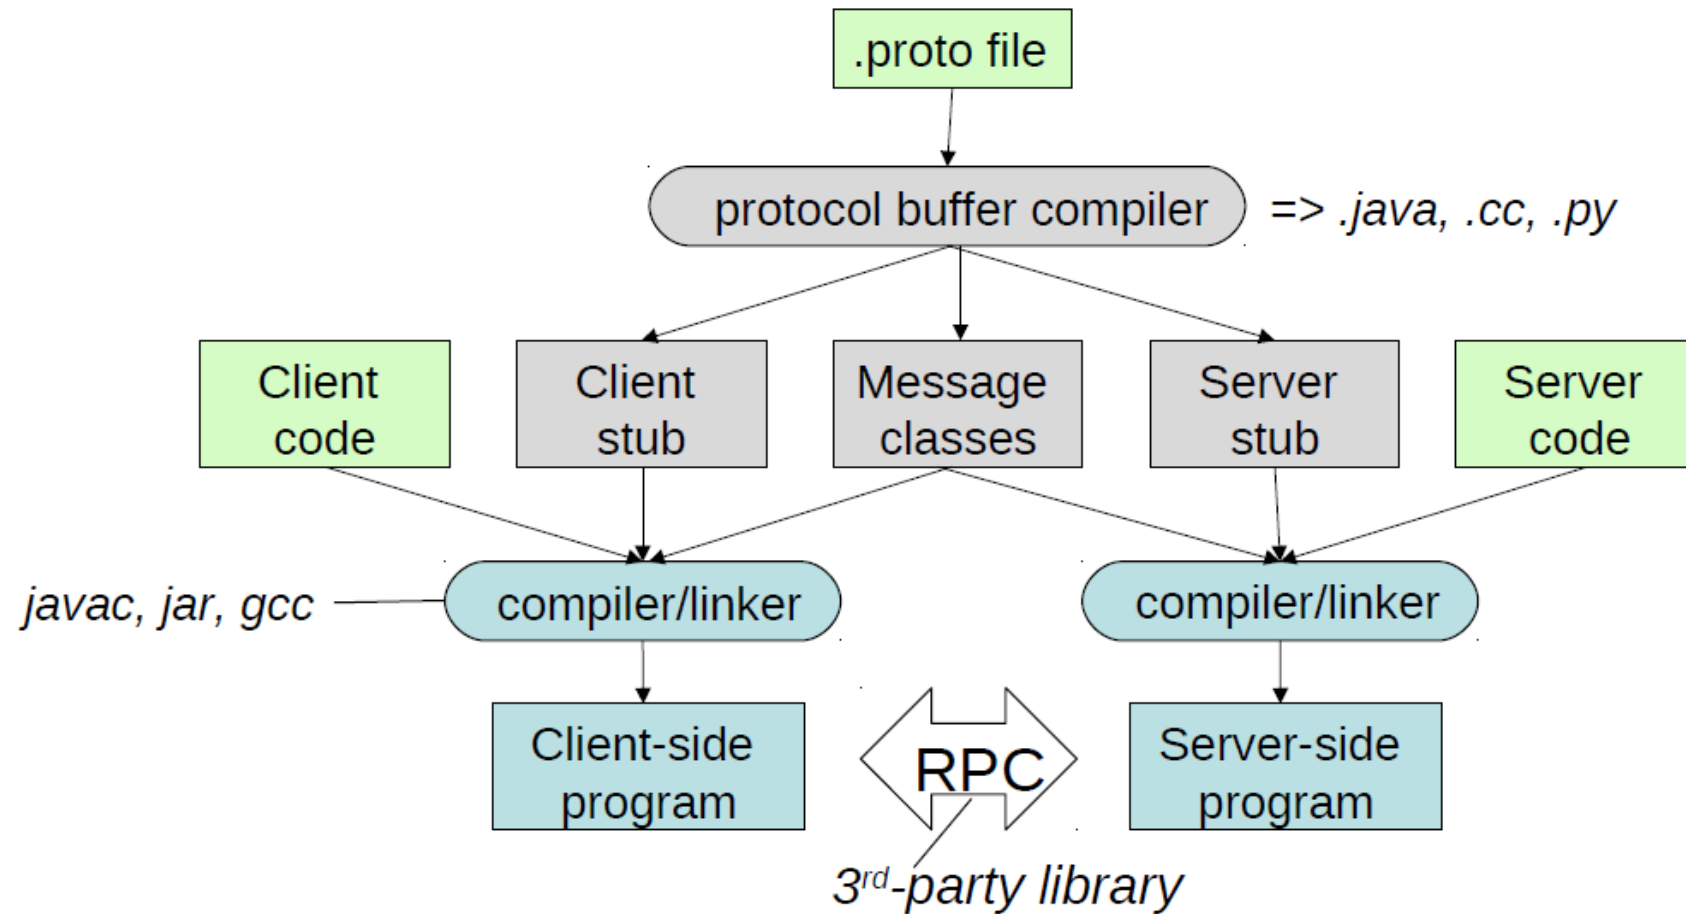 .proto file
protocol buffer compiler
=> .java, .cc, .py
Client
code
Client
stub
Message
classes
Server
stub
Server
code
javac, jar, gcc
compiler/linker
compiler/linker
Client-side
program
RPC
Server-side
program
3rd-party library